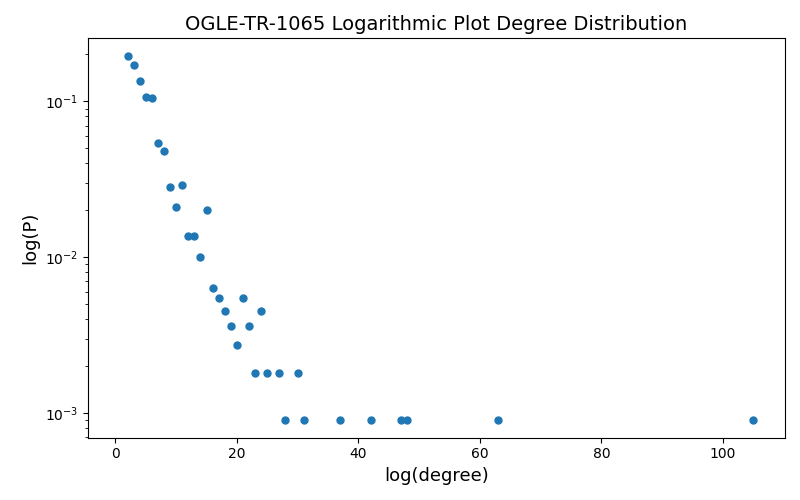 OGLE-TR-1065 Logarithmic Plot Degree Distribution
log(P)
10⁻¹
10⁻²
10⁻³
0 20 40 60 80 100
log(degree)